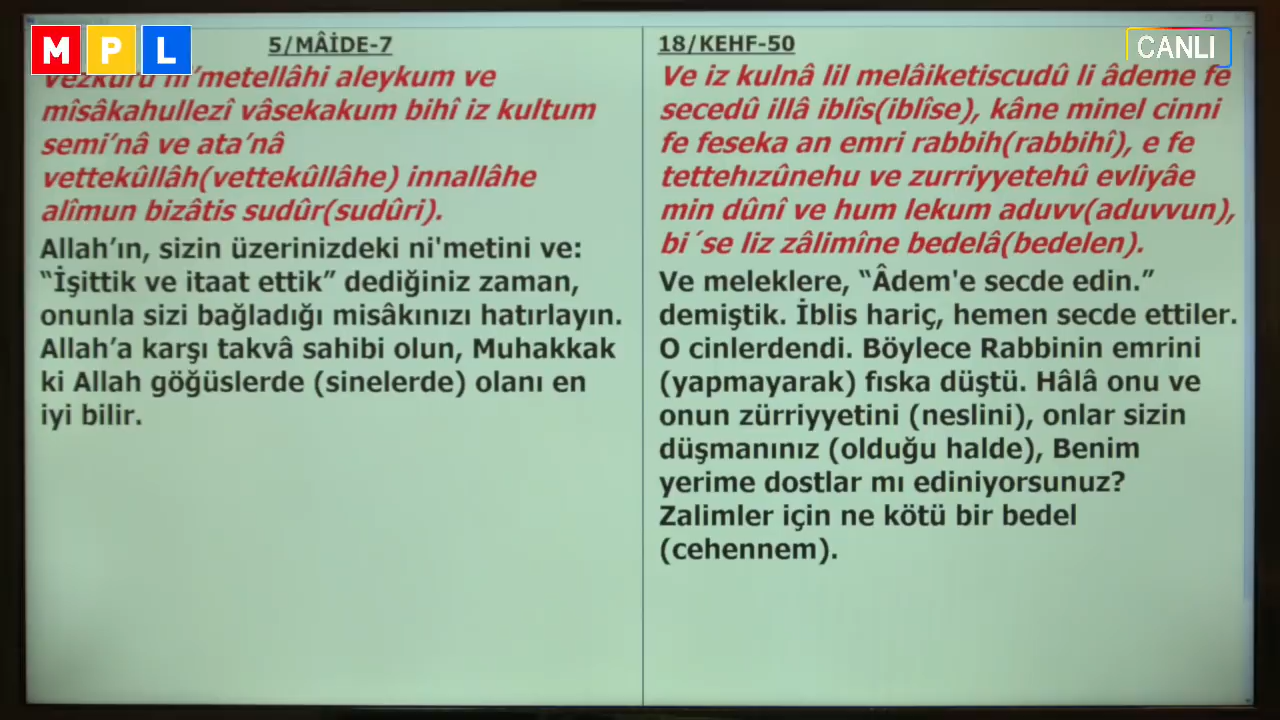 M P L
CANLI
5/MÂİDE-7
Vezkurû ni’metellâhi aleykum ve
mîsâkahullezî vâsekakum bihî iz kultum
semi’nâ ve ata’nâ
vettekûllâh(vettekûllâhe) innallâhe
alîmun bizâtis sudûr(sudûri).
Allah’ın, sizin üzerinizdeki ni'metini ve:
“İşittik ve itaat ettik” dediğiniz zaman,
onunla sizi bağladığı misâkınızı hatırlayın.
Allah’a karşı takvâ sahibi olun, Muhakkak
ki Allah göğüslerde (sinelerde) olanı en
iyi bilir.
18/KEHF-50
Ve iz kulnâ lil melâiketiscudû li âdeme fe
secedû illâ iblîs(iblîse), kâne minel cinni
fe feseka an emri rabbih(rabbihî), e fe
tettehızûnehu ve zurriyyetehû evliyâe
min dûnî ve hum lekum aduvv(aduvvun),
bi´se liz zâlimîne bedelâ(bedelen).
Ve meleklere, “Âdem'e secde edin.”
demiştik. İblis hariç, hemen secde ettiler.
O cinlerdendi. Böylece Rabbinin emrini
(yapmayarak) fıska düştü. Hâlâ onu ve
onun zürriyyetini (neslini), onlar sizin
düşmanınız (olduğu halde), Benim
yerime dostlar mı ediniyorsunuz?
Zalimler için ne kötü bir bedel
(cehennem).